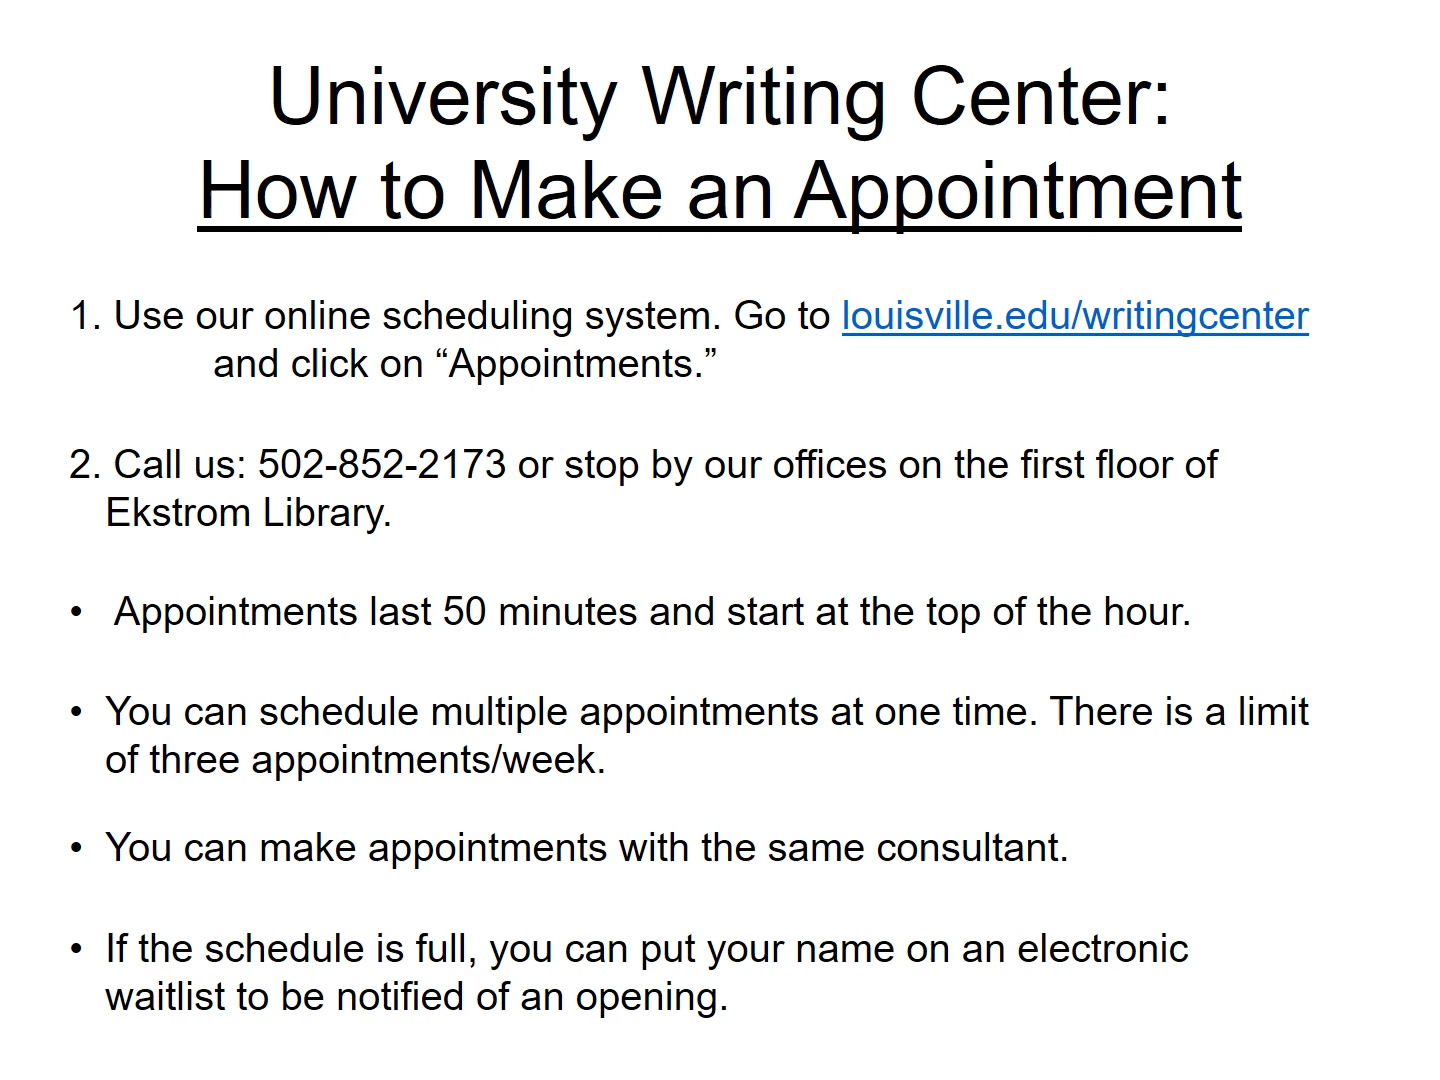 University Writing Center:
How to Make an Appointment
1. Use our online scheduling system. Go to louisville.edu/writingcenter
and click on “Appointments.”
2. Call us: 502-852-2173 or stop by our offices on the first floor of
Ekstrom Library.
• Appointments last 50 minutes and start at the top of the hour.
• You can schedule multiple appointments at one time. There is a limit
of three appointments/week.
• You can make appointments with the same consultant.
• If the schedule is full, you can put your name on an electronic
waitlist to be notified of an opening.